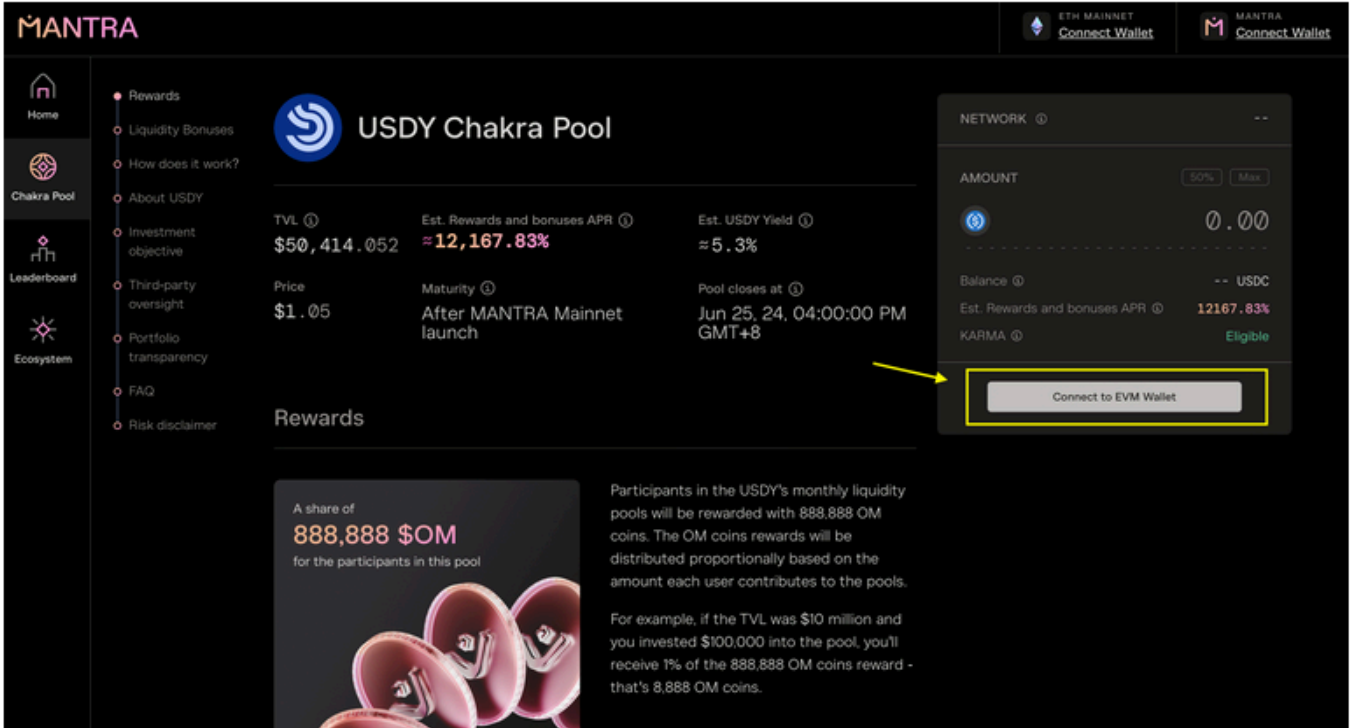 MANTRA
ETH MAINNET
Connect Wallet
MANTRA
Connect Wallet
Home
Chakra Pool
Leaderboard
Ecosystem
Rewards
Liquidity Bonuses
How does it work?
About USDY
Investment
objective
Third-party
oversight
Portfolio
transparency
FAQ
Risk disclaimer
USDY Chakra Pool
TVL
$50,414.052
Est. Rewards and bonuses APR
≈12,167.83%
Est. USDY Yield
≈5.3%
Price
$1.05
Maturity
After MANTRA Mainnet
launch
Pool closes at
Jun 25, 24, 04:00:00 PM
GMT+8
Rewards
A share of
888,888 $OM
for the participants in this pool
Participants in the USDY's monthly liquidity
pools will be rewarded with 888,888 OM
coins. The OM coins rewards will be
distributed proportionally based on the
amount each user contributes to the pools.
For example, if the TVL was $10 million and
you invested $100,000 into the pool, you'll
receive 1% of the 888,888 OM coins reward -
that's 8,888 OM coins.
NETWORK --
AMOUNT 50% Max
0.00
Balance -- USDC
Est. Rewards and bonuses APR 12167.83%
KARMA Eligible
Connect to EVM Wallet